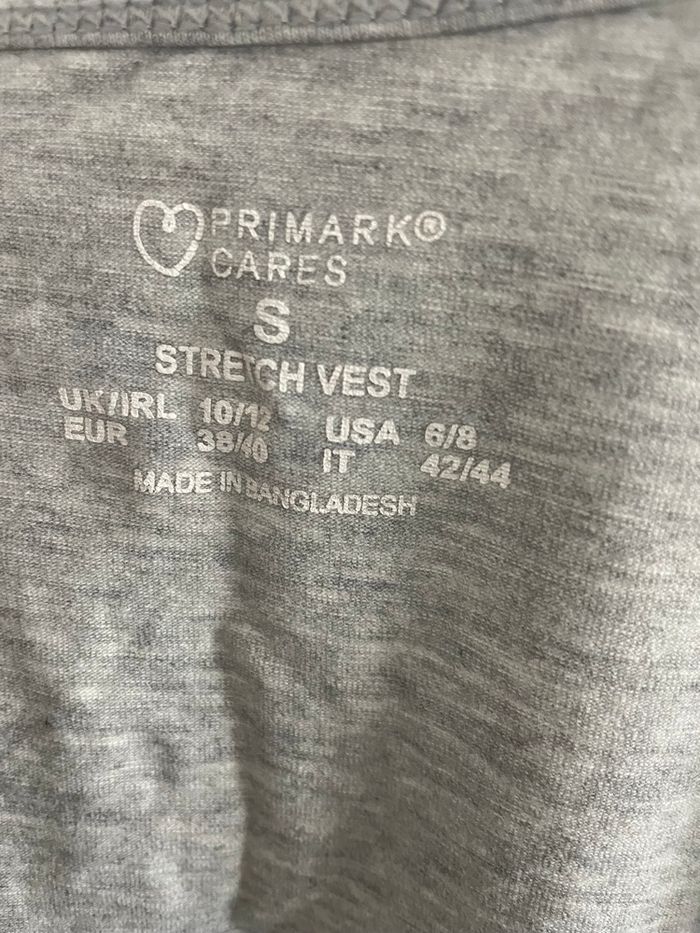 PRIMARK®
CARES
S
STRETCH VEST
UK/IRL 10/12 USA 6/8
EUR 38/40 IT 42/44
MADE IN BANGLADESH